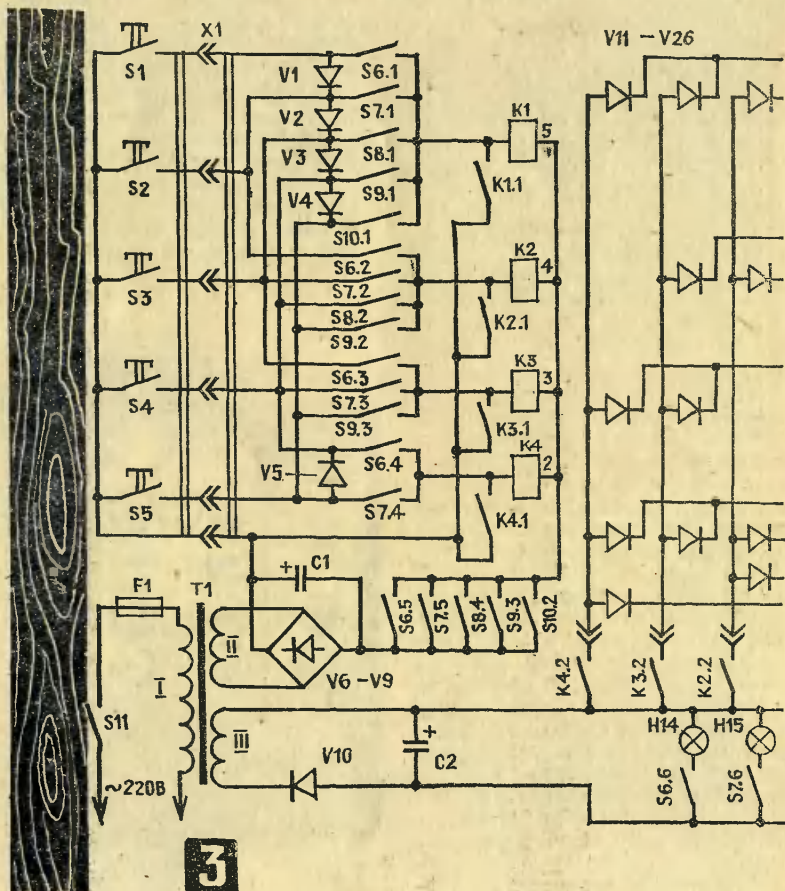 X1
V11 – V26
S1
V1
S6.1
V2
S7.1
K1
5
V3
S8.1
S2
V4
S9.1
K1.1
S10.1
K2
4
S6.2
S3
S7.2
S8.2
K2.1
S9.2
K3
3
S6.3
S4
S7.3
S9.3
K3.1
K4
2
V5
S6.4
S5
S7.4
K4.1
+
C1
F1
T1
S6.5
S7.5
S8.4
S9.3
S10.2
II
I
V6 – V9
K4.2
K3.2
K2.2
S11
III
H14
H15
V10
+
C2
~220В
S6.6
S7.6
3